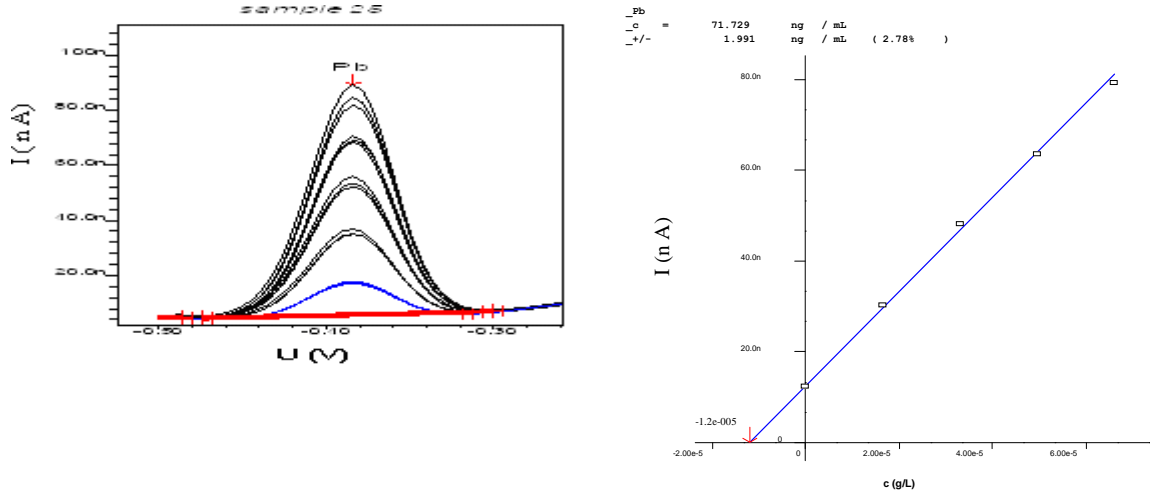 sample 25
100n
Pb
80.0n
60.0n
40.0n
20.0n
I (nA)
-0.50
-0.40
-0.30
U (V)
_Pb
_c = 71.729 ng / mL
_+/- 1.991 ng / mL ( 2.78% )
80.0n
60.0n
40.0n
20.0n
I (n A)
-1.2e-005
0
-2.00e-5
0
2.00e-5
4.00e-5
6.00e-5
c (g/L)